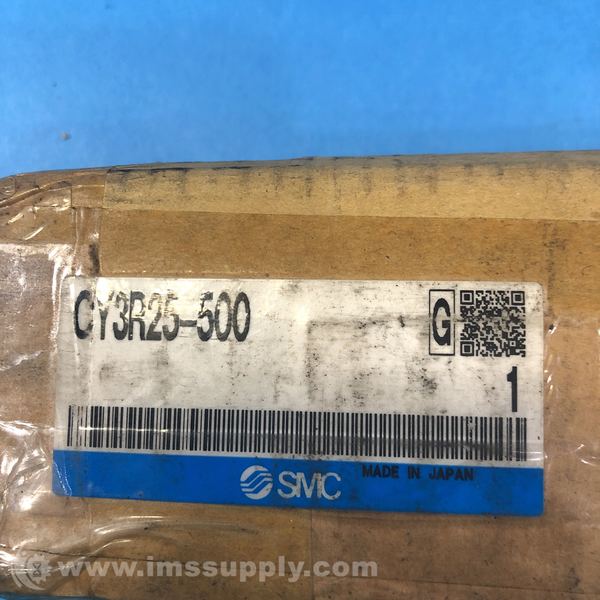 CY3R25-500
G
1
MADE IN JAPAN
SMC
www.imssupply.com